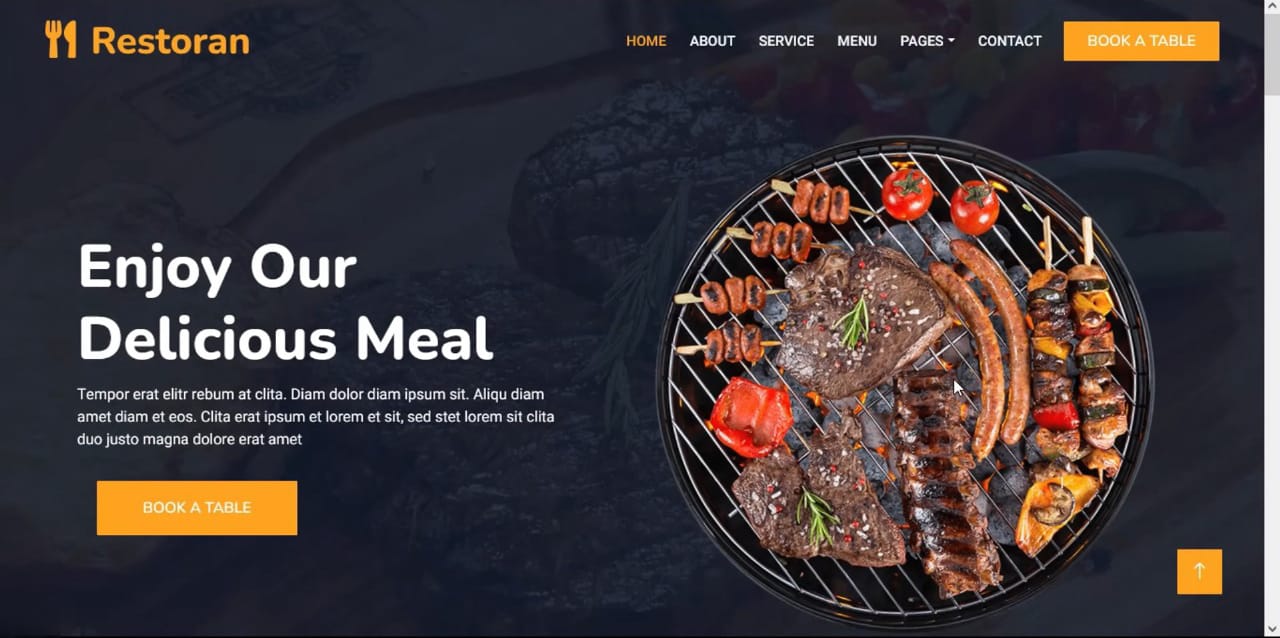 Restoran
HOME ABOUT SERVICE MENU PAGES CONTACT BOOK A TABLE
Enjoy Our
Delicious Meal
Tempor erat elitr rebum at clita. Diam dolor diam ipsum sit. Aliqu diam
amet diam et eos. Clita erat ipsum et lorem et sit, sed stet lorem sit clita
duo justo magna dolore erat amet
BOOK A TABLE